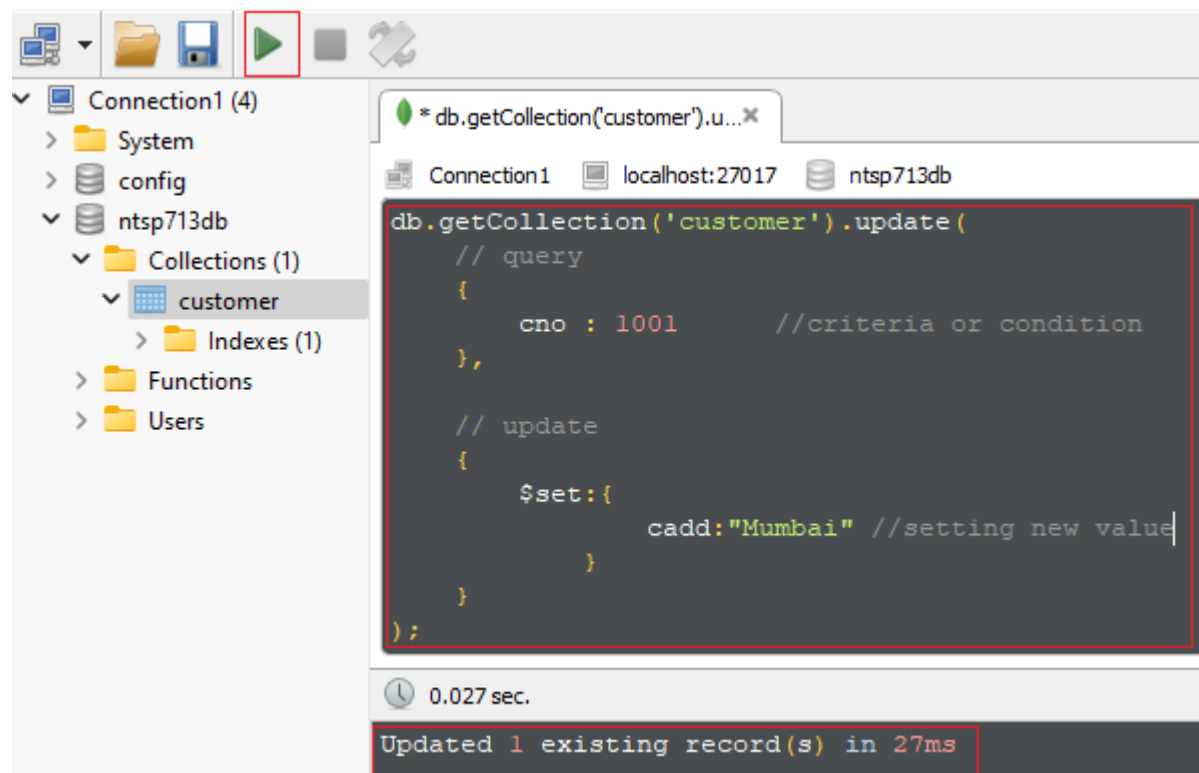 Connection1 (4)
System
config
ntsp713db
Collections (1)
customer
Indexes (1)
Functions
Users
* db.getCollection('customer').u...
Connection1 localhost:27017 ntsp713db
db.getCollection('customer').update(
// query
{
cno : 1001 //criteria or condition
},
// update
{
$set:{
cadd:"Mumbai" //setting new value
}
}
);
0.027 sec.
Updated 1 existing record(s) in 27ms